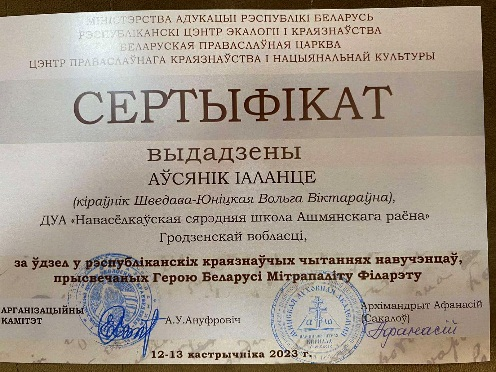 МІНІСТЭРСТВА АДУКАЦЫІ РЭСПУБЛІКІ БЕЛАРУСЬ
РЭСПУБЛІКАНСКІ ЦЭНТР ЭКАЛОГІІ І КРАЯЗНАЎСТВА
БЕЛАРУСКАЯ ПРАВАСЛАЎНАЯ ЦАРКВА
ЦЭНТР ПРАВАСЛАЎНАГА КРАЯЗНАЎСТВА І НАЦЫЯНАЛЬНАЙ КУЛЬТУРЫ
СЕРТЫФІКАТ
выдадзены
АЎСЯНІК ІАЛАНЦЕ
(кіраўнік Шведава-Юніцкая Вольга Віктараўна),
ДУА «Навасёлкаўская сярэдняя школа Ашмянскага раёна»
Гродзенскай вобласці,
за ўдзел у рэспубліканскіх краязнаўчых чытаннях навучэнцаў,
прысвечаных Герою Беларусі Мітрапаліту Філарэту
АРГАНІЗАЦЫЙНЫ
КАМІТЭТ
А.У.Ануфровіч
Архімандрыт Афанасій
(Сакалоў)
Афанасій
12-13 кастрычніка 2023 г.